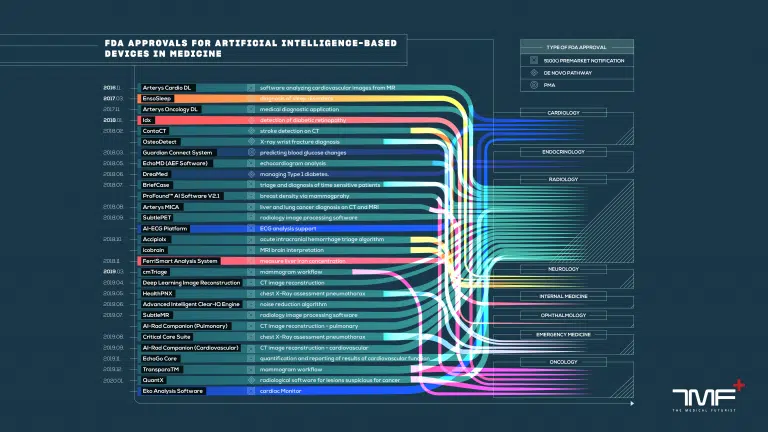 FDA APPROVALS FOR ARTIFICIAL INTELLIGENCE-BASED
DEVICES IN MEDICINE
TYPE OF FDA APPROVAL
510(K) PREMARKET NOTIFICATION
DE NOVO PATHWAY
PMA
2016.11. Arterys Cardio DL software analyzing cardiovascular images from MR
2017.03. EnsoSleep diagnosis of sleep disorders
2017.11. Arterys Oncology DL medical diagnostic application
2018.01. Idx detection of diabetic retinopathy
2018.02. ContaCT stroke detection on CT
OsteoDetect X-ray wrist fracture diagnosis
2018.03. Guardian Connect System predicting blood glucose changes
2018.05. EchoMD (AEF Software) echocardiogram analysis
2018.06. DreaMed managing Type 1 diabetes.
2018.07. BriefCase triage and diagnosis of time sensitive patients
ProFound™ AI Software V2.1 breast density via mammography
2018.08. Arterys MICA liver and lung cancer diagnosis on CT and MRI
2018.09. SubtlePET radiology image processing software
AI-ECG Platform ECG analysis support
2018.10. Accipiolx acute intracranial hemorrhage triage algorithm
icobrain MRI brain interpretation
2018.11. FerriSmart Analysis System measure liver iron concentration
2019.03. cmTriage mammogram workflow
2019.04. Deep Learning Image Reconstruction CT image reconstruction
2019.05. HealthPNX chest X-Ray assessment pneumothorax
2019.06. Advanced Intelligent Clear-IQ Engine noise reduction algorithm
2019.07. SubtleMR radiology image processing software
AI-Rad Companion (Pulmonary) CT image reconstruction - pulmonary
2019.08. Critical Care Suite chest X-Ray assessment pneumothorax
2019.09. AI-Rad Companion (Cardiovascular) CT image reconstruction - cardiovascular
2019.11. EchoGo Core quantification and reporting of results of cardiovascular function
2019.12. TransparaTM mammogram workflow
2020.01. QuantX radiological software for lesions suspicious for cancer
Eko Analysis Software cardiac Monitor
CARDIOLOGY
ENDOCRINOLOGY
RADIOLOGY
NEUROLOGY
INTERNAL MEDICINE
OPHTHALMOLOGY
EMERGENCY MEDICINE
ONCOLOGY
TMF
THE MEDICAL FUTURIST